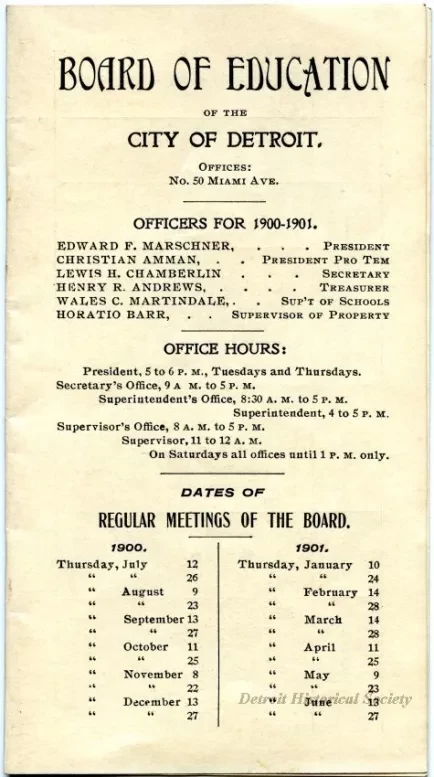 BOARD OF EDUCATION
OF THE
CITY OF DETROIT.
OFFICES:
No. 50 MIAMI AVE.
OFFICERS FOR 1900-1901.
EDWARD F. MARSCHNER, . . . PRESIDENT
CHRISTIAN AMMAN, . . PRESIDENT PRO TEM
LEWIS H. CHAMBERLIN . . . SECRETARY
HENRY R. ANDREWS, . . . . TREASURER
WALES C. MARTINDALE, . . SUP'T OF SCHOOLS
HORATIO BARR, . . SUPERVISOR OF PROPERTY
OFFICE HOURS:
President, 5 to 6 P. M., Tuesdays and Thursdays.
Secretary's Office, 9 A M. to 5 P. M.
Superintendent's Office, 8:30 A. M. to 5 P. M.
Superintendent, 4 to 5 P. M.
Supervisor's Office, 8 A. M. to 5 P. M.
Supervisor, 11 to 12 A. M.
On Saturdays all offices until 1 P. M. only.
DATES OF
REGULAR MEETINGS OF THE BOARD.
1900.
Thursday, July 12
“ “ 26
“ August 9
“ “ 23
“ September 13
“ “ 27
“ October 11
“ “ 25
“ November 8
“ “ 22
“ December 13
“ “ 27
1901.
Thursday, January 10
“ “ 24
“ February 14
“ “ 28
“ March 14
“ “ 28
“ April 11
“ “ 25
“ May 9
“ “ 23
“ June 13
“ “ 27
Detroit Historical Society